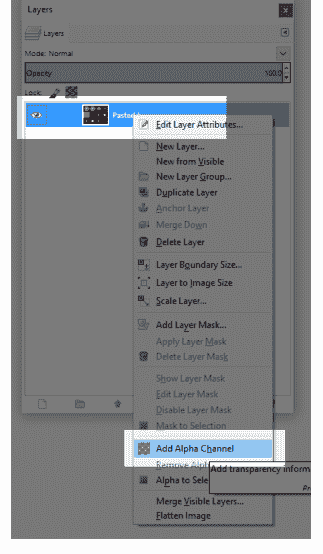 Layers
Layers
Mode: Normal
Opacity 100.0
Lock:
Edit Layer Attributes...
New Layer...
New from Visible
New Layer Group...
Duplicate Layer
Anchor Layer
Merge Down
Delete Layer
Layer Boundary Size...
Layer to Image Size
Scale Layer...
Add Layer Mask...
Apply Layer Mask
Delete Layer Mask
Show Layer Mask
Edit Layer Mask
Disable Layer Mask
Mask to Selection
Add Alpha Channel
Remove Alph
Add transparency inform
Alpha to Sele
Merge Visible Layers...
Flatten Image